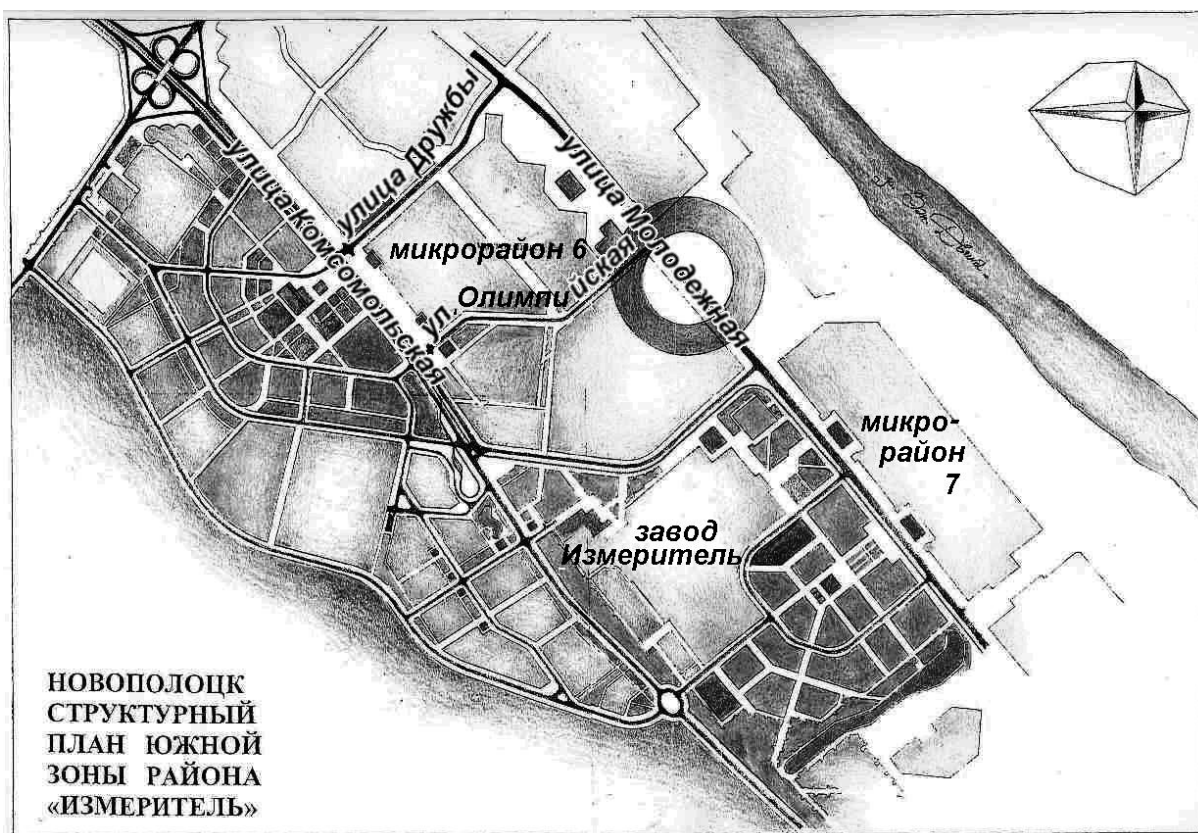 улица Дружбы
улица Комсомольская
улица Молодежная
микрорайон 6
ул. Олимпийская
микро-
район
7
завод
Измеритель
НОВОПОЛОЦК
СТРУКТУРНЫЙ
ПЛАН ЮЖНОЙ
ЗОНЫ РАЙОНА
«ИЗМЕРИТЕЛЬ»